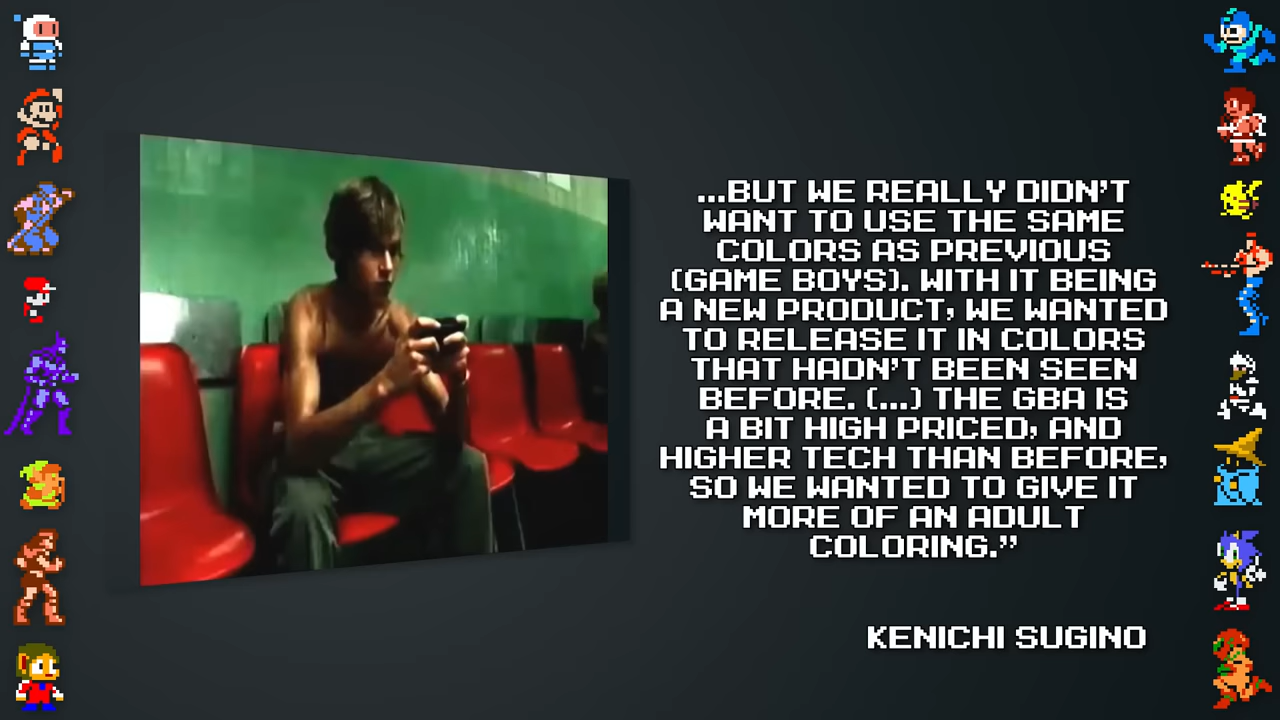 ...BUT WE REALLY DIDN'T
WANT TO USE THE SAME
COLORS AS PREVIOUS
(GAME BOYS). WITH IT BEING
A NEW PRODUCT, WE WANTED
TO RELEASE IT IN COLORS
THAT HADN'T BEEN SEEN
BEFORE. (...) THE GBA IS
A BIT HIGH PRICED, AND
HIGHER TECH THAN BEFORE,
SO WE WANTED TO GIVE IT
MORE OF AN ADULT
COLORING."
KENICHI SUGINO